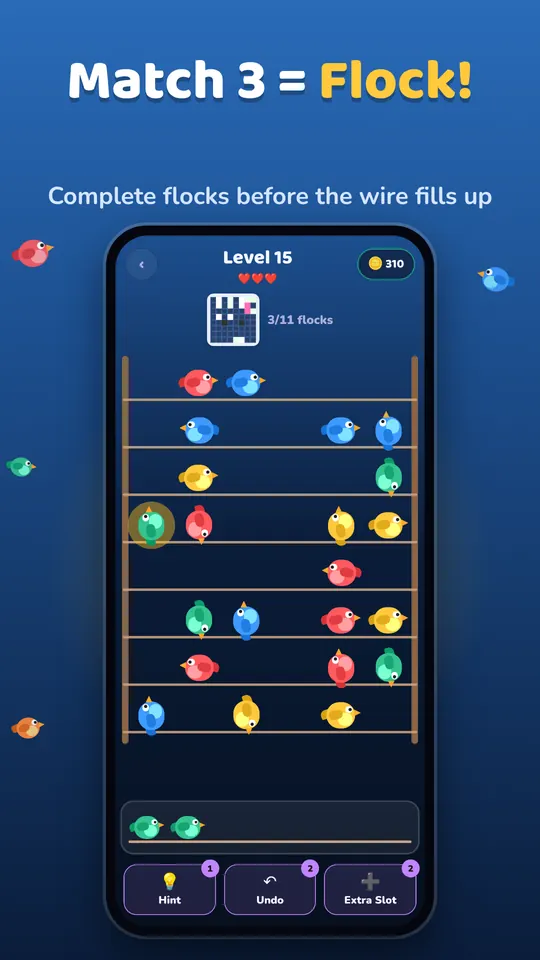 Match 3 = Flock!
Complete flocks before the wire fills up
Level 15
310
3/11 flocks
1
2
2
Hint
Undo
Extra Slot